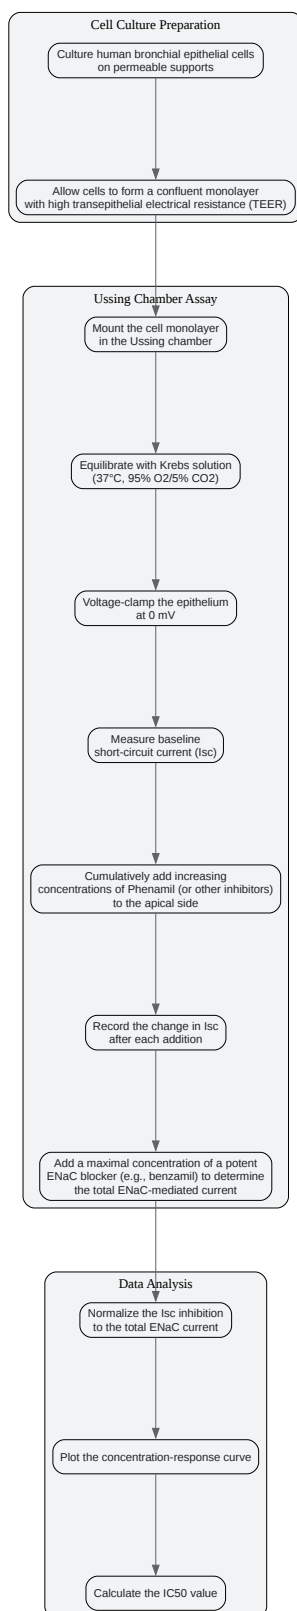 Cell Culture Preparation
Culture human bronchial epithelial cells
on permeable supports
Allow cells to form a confluent monolayer
with high transepithelial electrical resistance (TEER)
Ussing Chamber Assay
Mount the cell monolayer
in the Ussing chamber
Equilibrate with Krebs solution
(37°C, 95% O2/5% CO2)
Voltage-clamp the epithelium
at 0 mV
Measure baseline
short-circuit current (Isc)
Cumulatively add increasing
concentrations of Phenamil (or other inhibitors)
to the apical side
Record the change in Isc
after each addition
Add a maximal concentration of a potent
ENaC blocker (e.g., benzamil) to determine
the total ENaC-mediated current
Data Analysis
Normalize the Isc inhibition
to the total ENaC current
Plot the concentration-response curve
Calculate the IC50 value